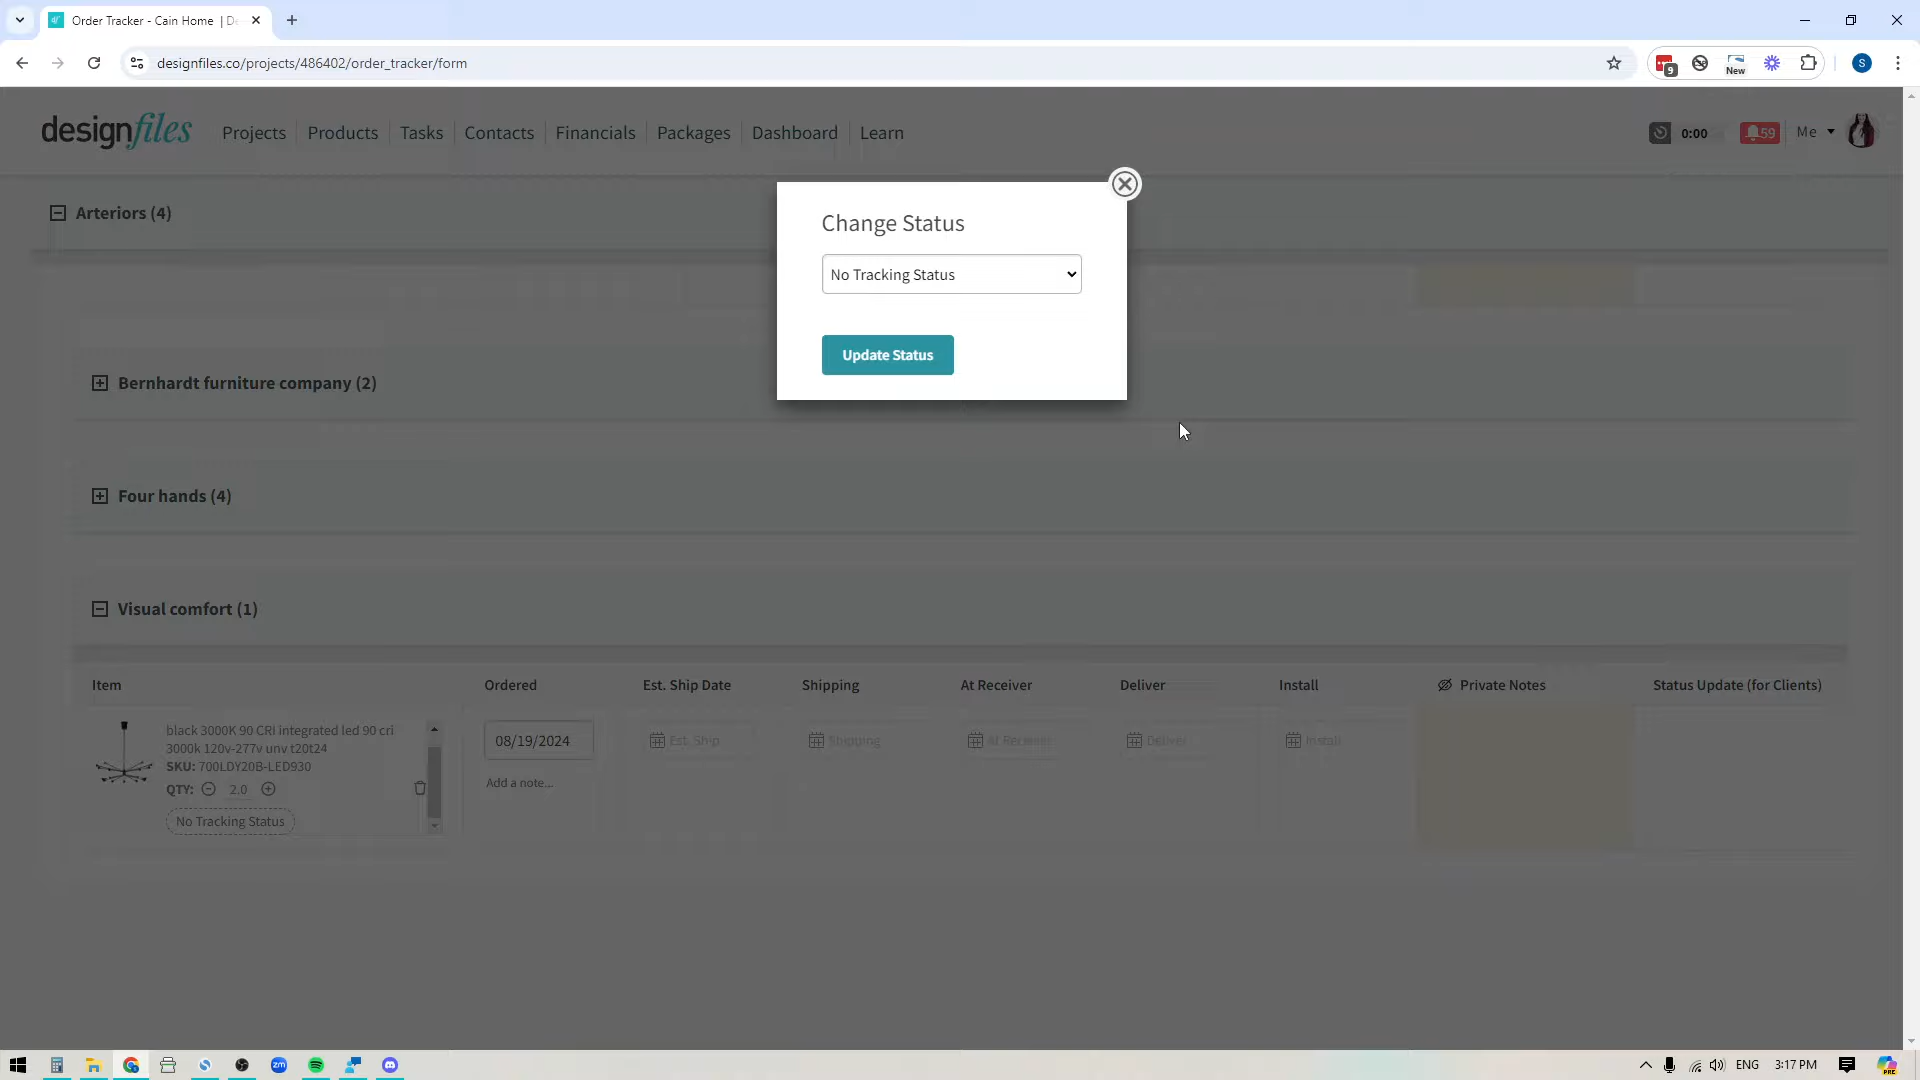 Order Tracker - Cain Home | D
designfiles.co/projects/486402/order_tracker/form
9
New
S
designfiles
Projects
Products
Tasks
Contacts
Financials
Packages
Dashboard
Learn
0:00
59
Me
Arteriors (4)
Change Status
No Tracking Status
Update Status
Bernhardt furniture company (2)
Four hands (4)
Visual comfort (1)
Item
Ordered
Est. Ship Date
Shipping
At Receiver
Deliver
Install
Private Notes
Status Update (for Clients)
black 3000K 90 CRI integrated led 90 cri
3000k 120v-277v unv t20t24
SKU: 700LDY20B-LED930
QTY: 2.0
No Tracking Status
08/19/2024
Add a note...
Est. Ship
Shipping
At Receiver
Deliver
Install
zm
ENG
3:17 PM
PRE